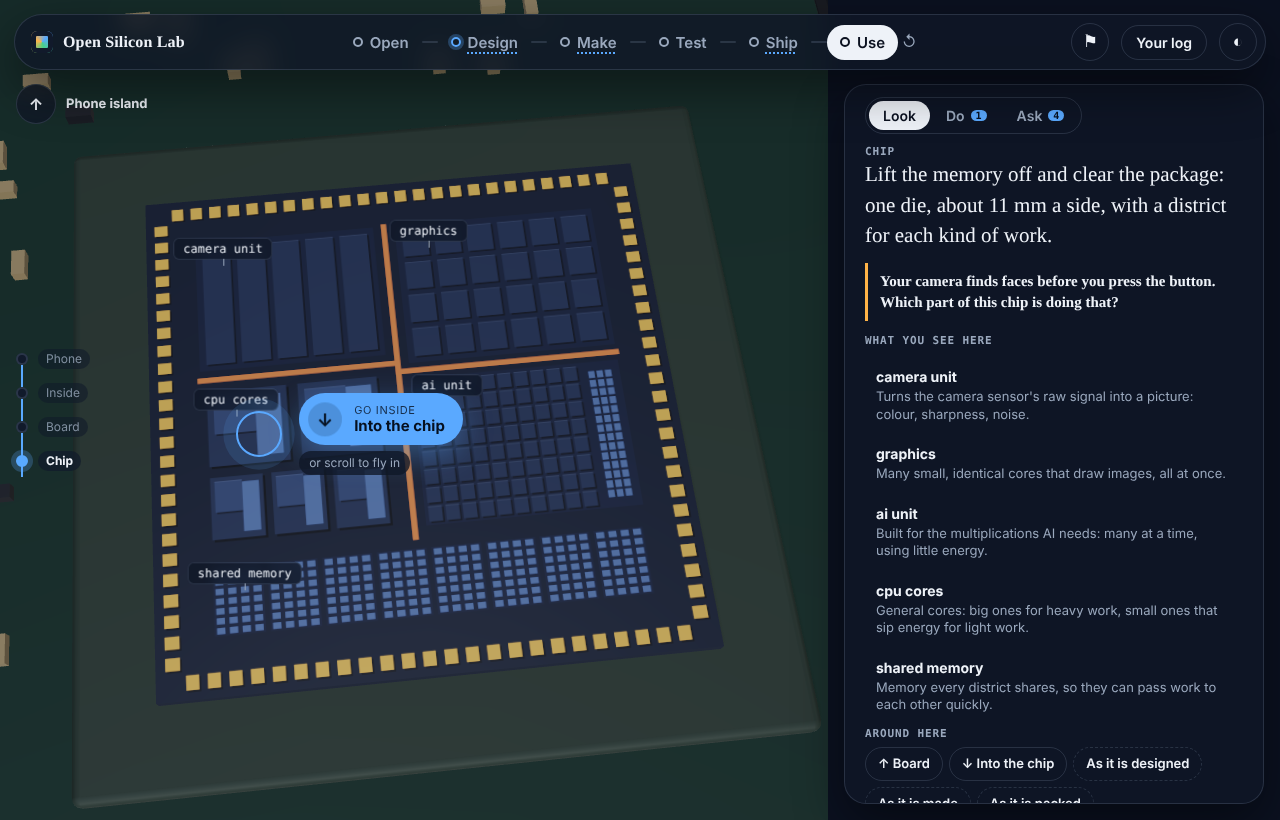 Open Silicon Lab
Open
Design
Make
Test
Ship
Use
Your log
Phone island
Phone
Inside
Board
Chip
camera unit
graphics
cpu cores
ai unit
GO INSIDE
Into the chip
or scroll to fly in
shared memory
Look
Do 1
Ask 4
CHIP
Lift the memory off and clear the package:
one die, about 11 mm a side, with a district
for each kind of work.
Your camera finds faces before you press the button.
Which part of this chip is doing that?
WHAT YOU SEE HERE
camera unit
Turns the camera sensor's raw signal into a picture:
colour, sharpness, noise.
graphics
Many small, identical cores that draw images, all at once.
ai unit
Built for the multiplications AI needs: many at a time,
using little energy.
cpu cores
General cores: big ones for heavy work, small ones that
sip energy for light work.
shared memory
Memory every district shares, so they can pass work to
each other quickly.
AROUND HERE
↑ Board
↓ Into the chip
As it is designed
As it is made
As it is packed